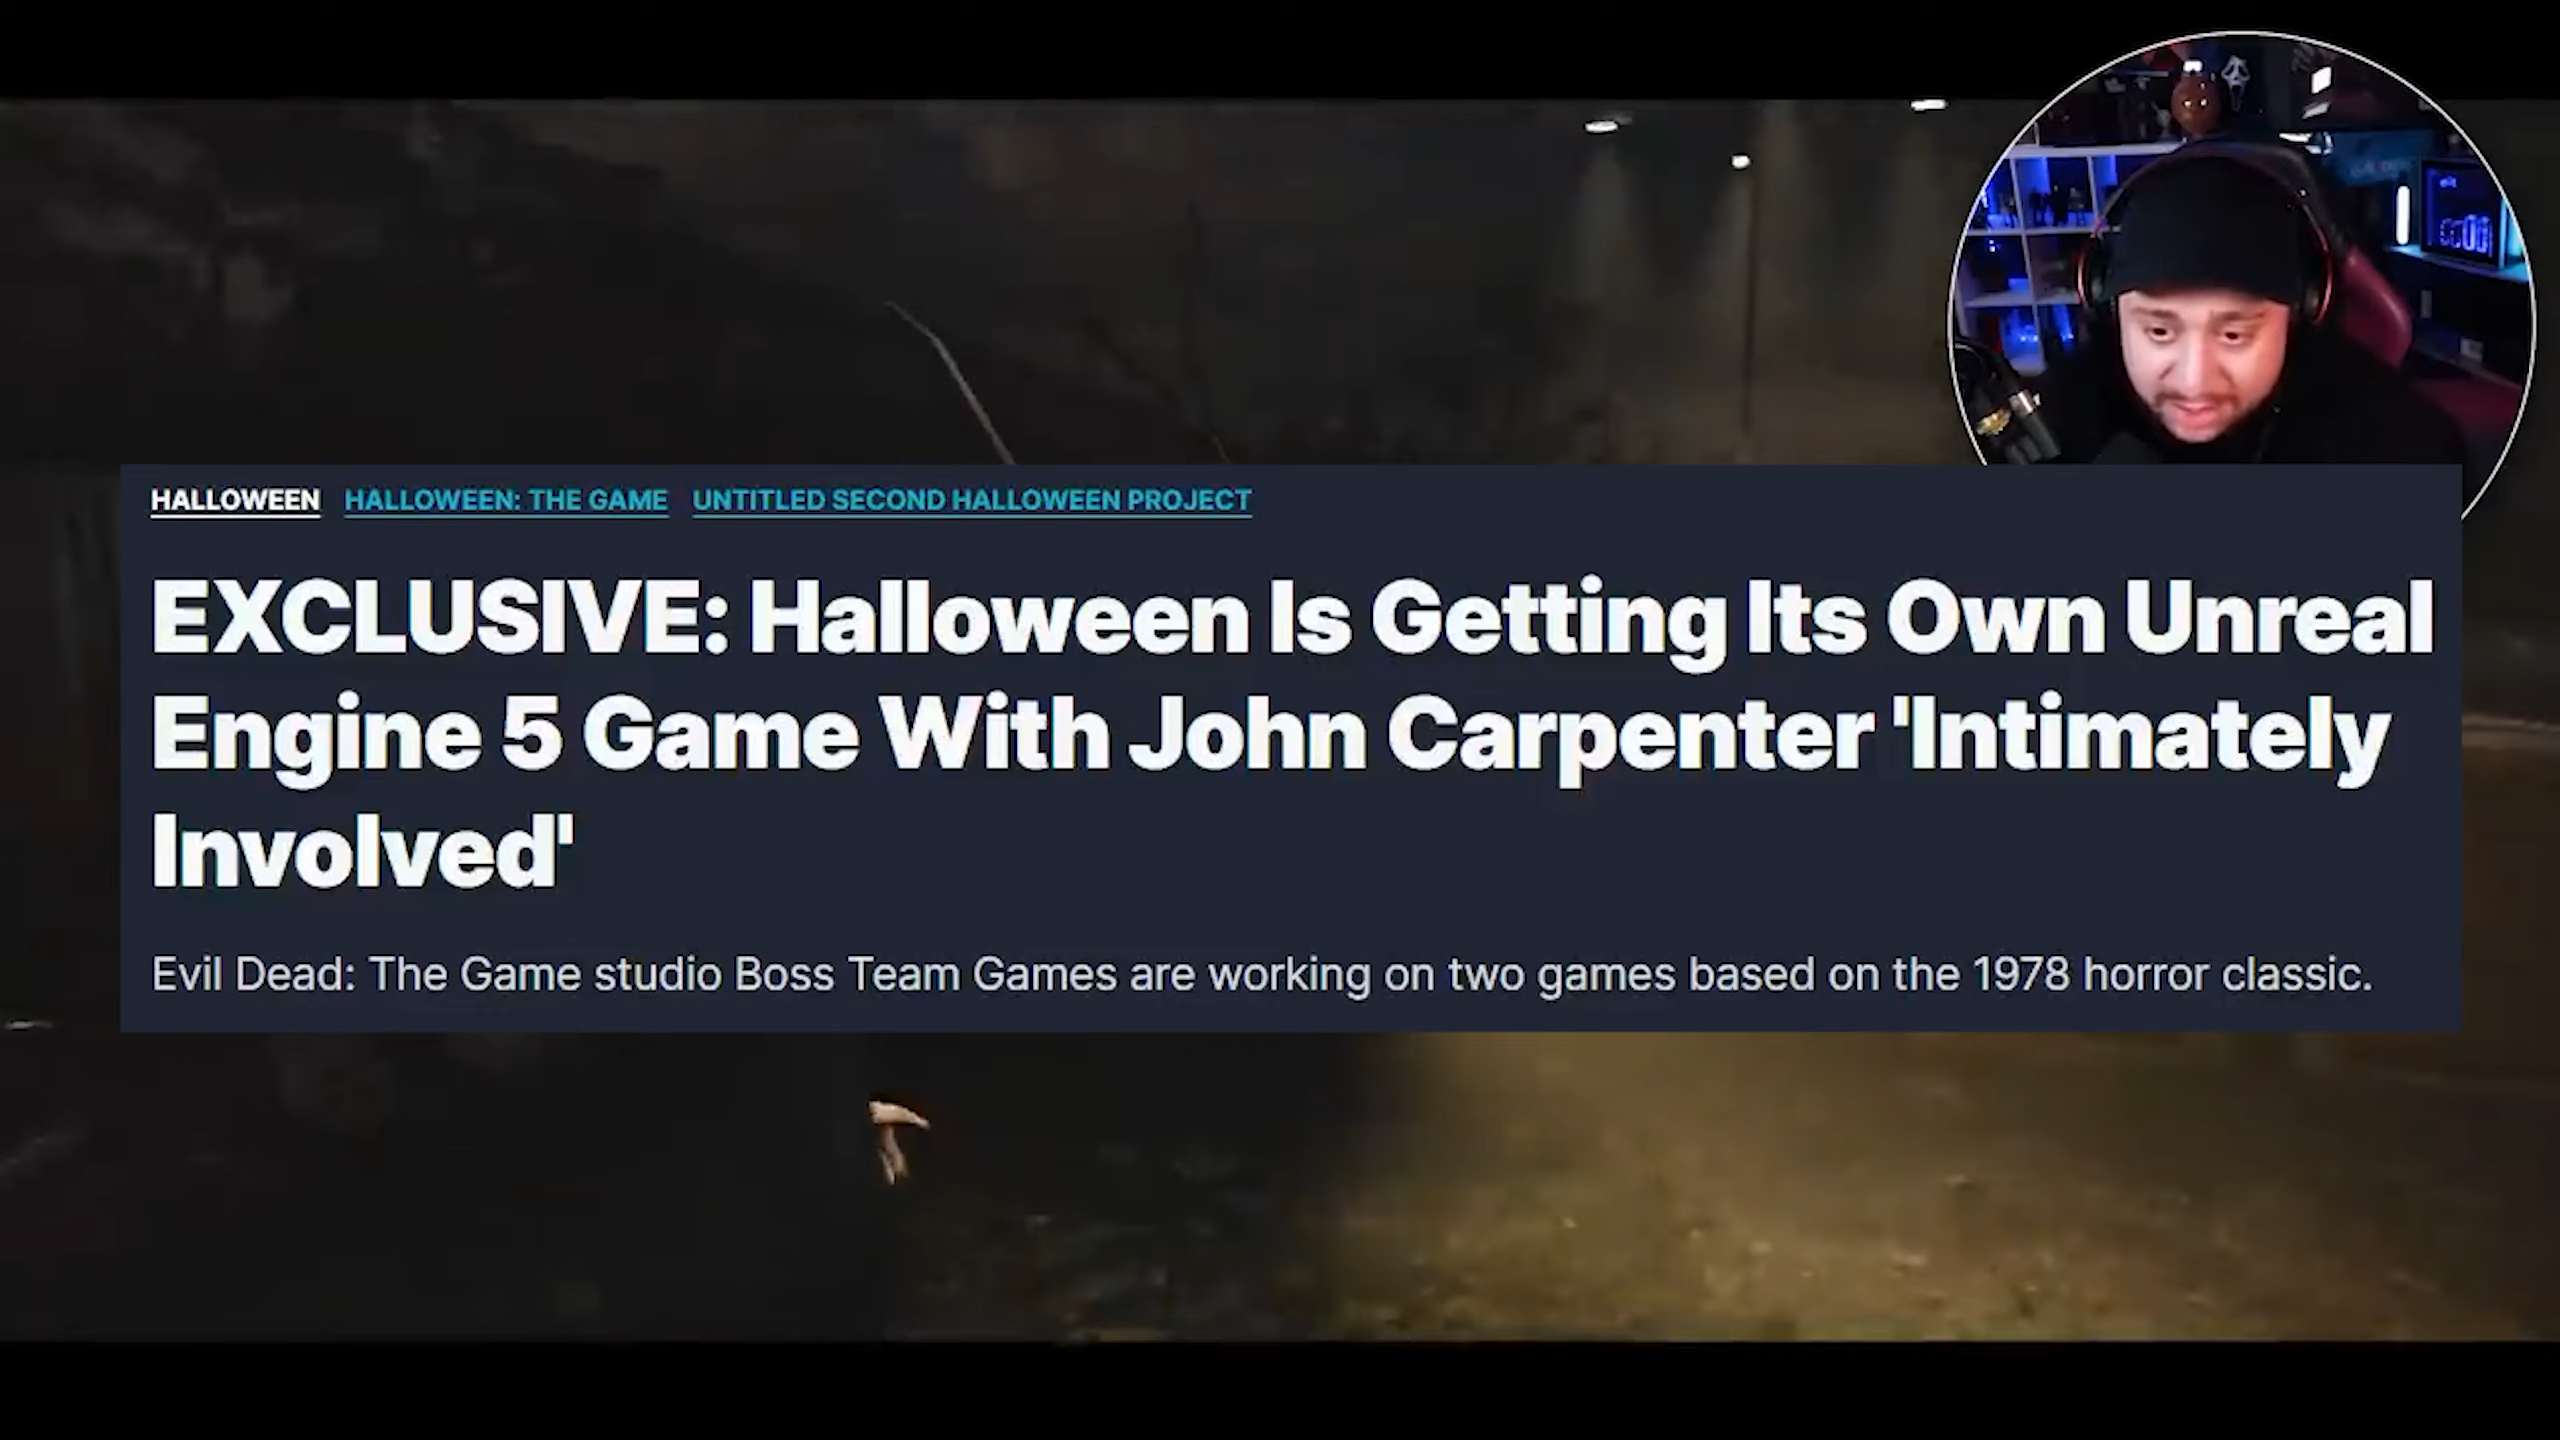 HALLOWEEN HALLOWEEN: THE GAME UNTITLED SECOND HALLOWEEN PROJECT
EXCLUSIVE: Halloween Is Getting Its Own Unreal
Engine 5 Game With John Carpenter 'Intimately
Involved'
Evil Dead: The Game studio Boss Team Games are working on two games based on the 1978 horror classic.